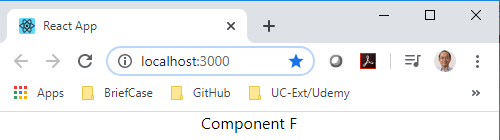 React App
localhost:3000
Apps BriefCase GitHub UC-Ext/Udemy
Component F